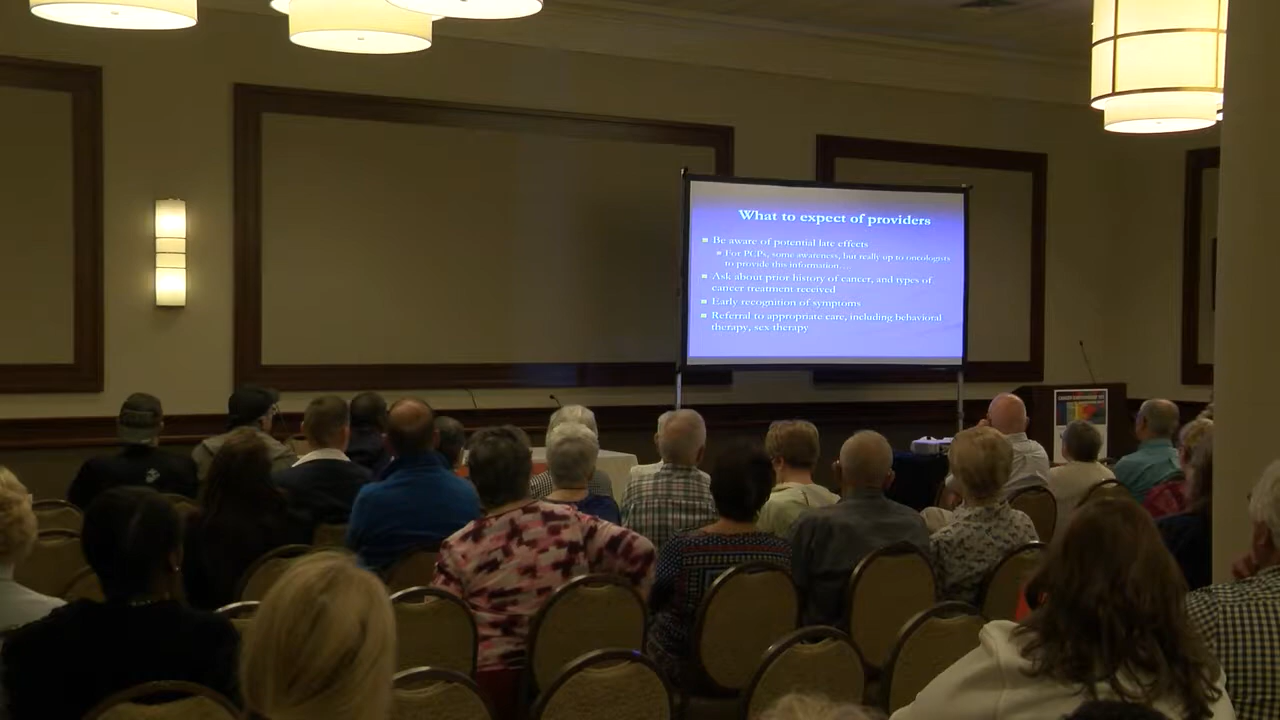 What to expect of providers
Be aware of potential late effects
For PCPs, some awareness, but really up to oncologists
to provide this information....
Ask about prior history of cancer, and types of
cancer treatment received
Early recognition of symptoms
Referral to appropriate care, including behavioral
therapy, sex therapy